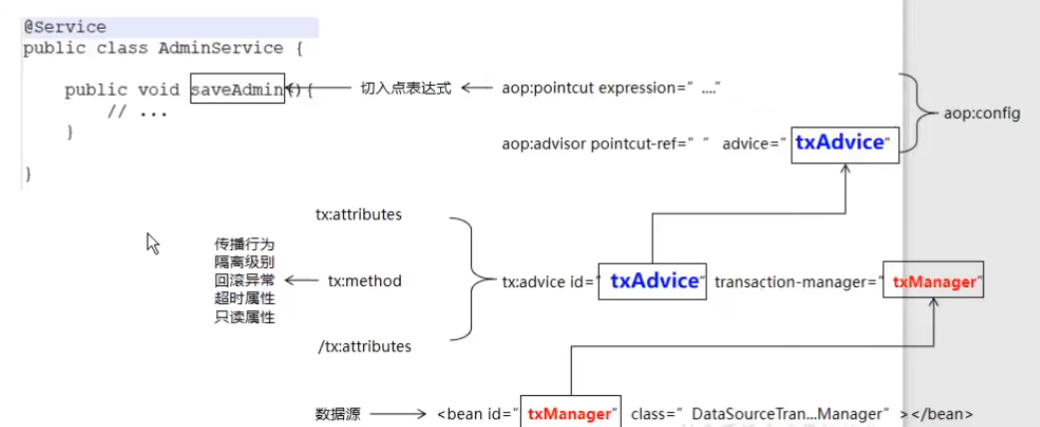 @Service
public class AdminService {
public void saveAdmin(){
切入点表达式
aop:pointcut expression=" ...."
// ...
}
}
aop:config
aop:advisor pointcut-ref=" " advice=" txAdvice"
tx:attributes
传播行为
隔离级别
回滚异常
超时属性
只读属性
tx:method
tx:advice id=" txAdvice" transaction-manager=" txManager"
/tx:attributes
数据源
<bean id=" txManager" class=" DataSourceTran...Manager" ></bean>